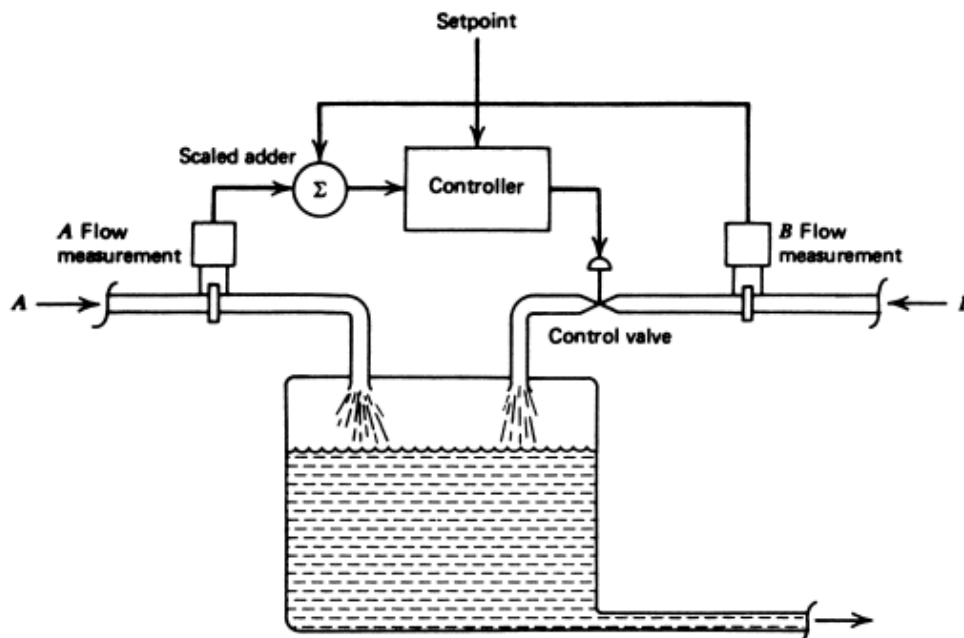 Setpoint
Scaled adder
Σ
Controller
A Flow
measurement
B Flow
measurement
A
Control valve